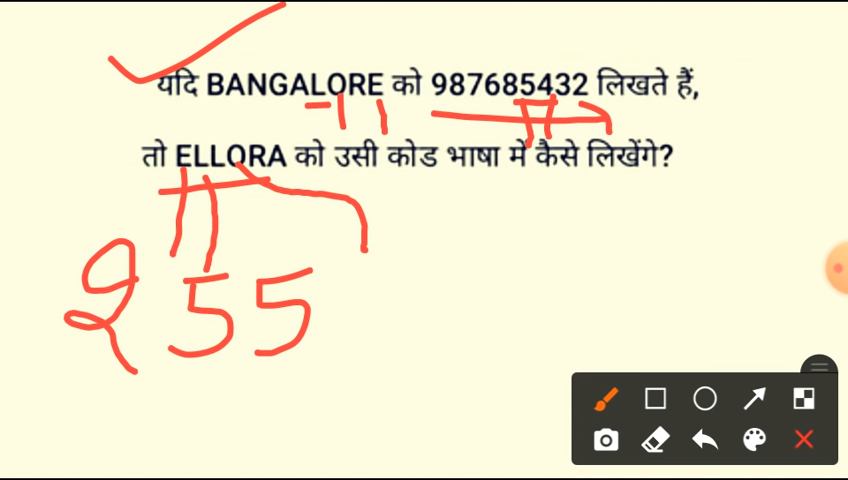 यदि BANGALORE को 987685432 लिखते हैं,
तो ELLORA को उसी कोड भाषा में कैसे लिखेंगे?
255